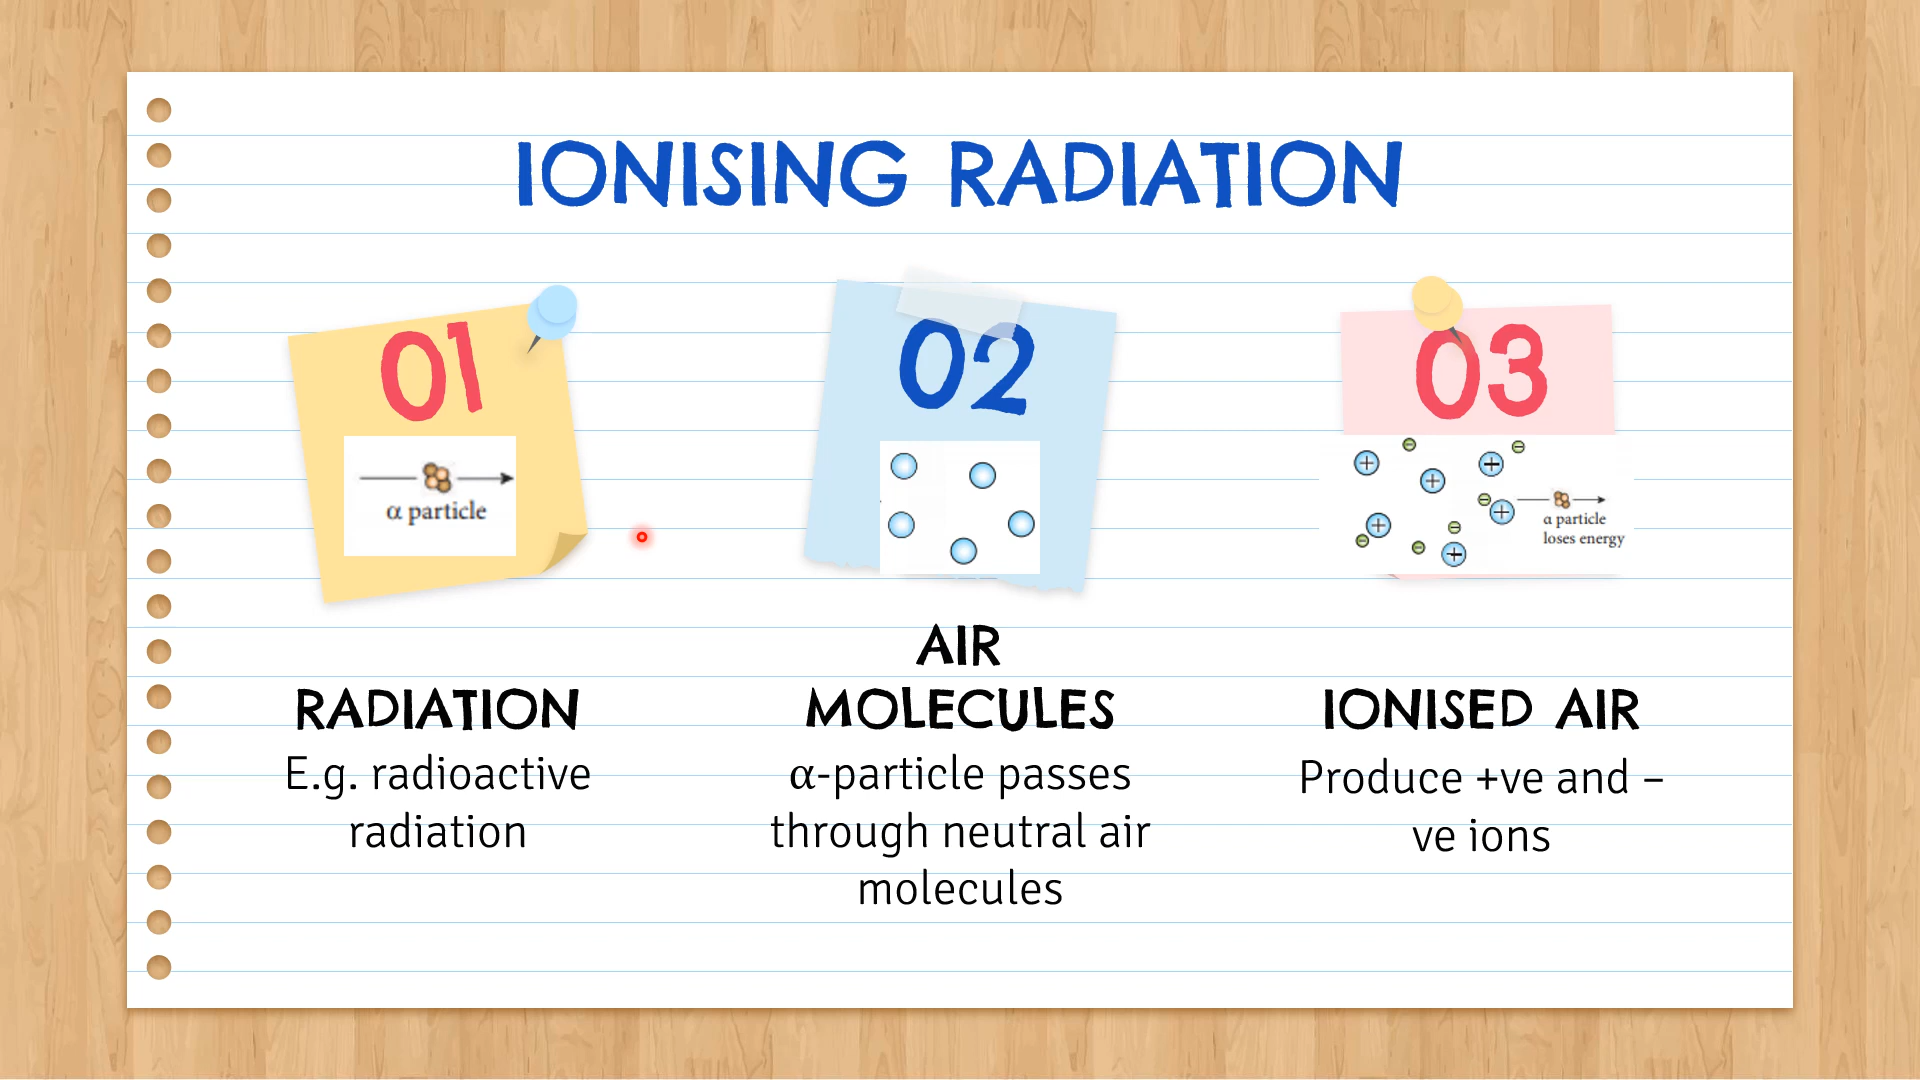 IONISING RADIATION
01
α particle
RADIATION
E.g. radioactive
radiation
02
AIR
MOLECULES
α-particle passes
through neutral air
molecules
03
α particle
loses energy
IONISED AIR
Produce +ve and –
ve ions